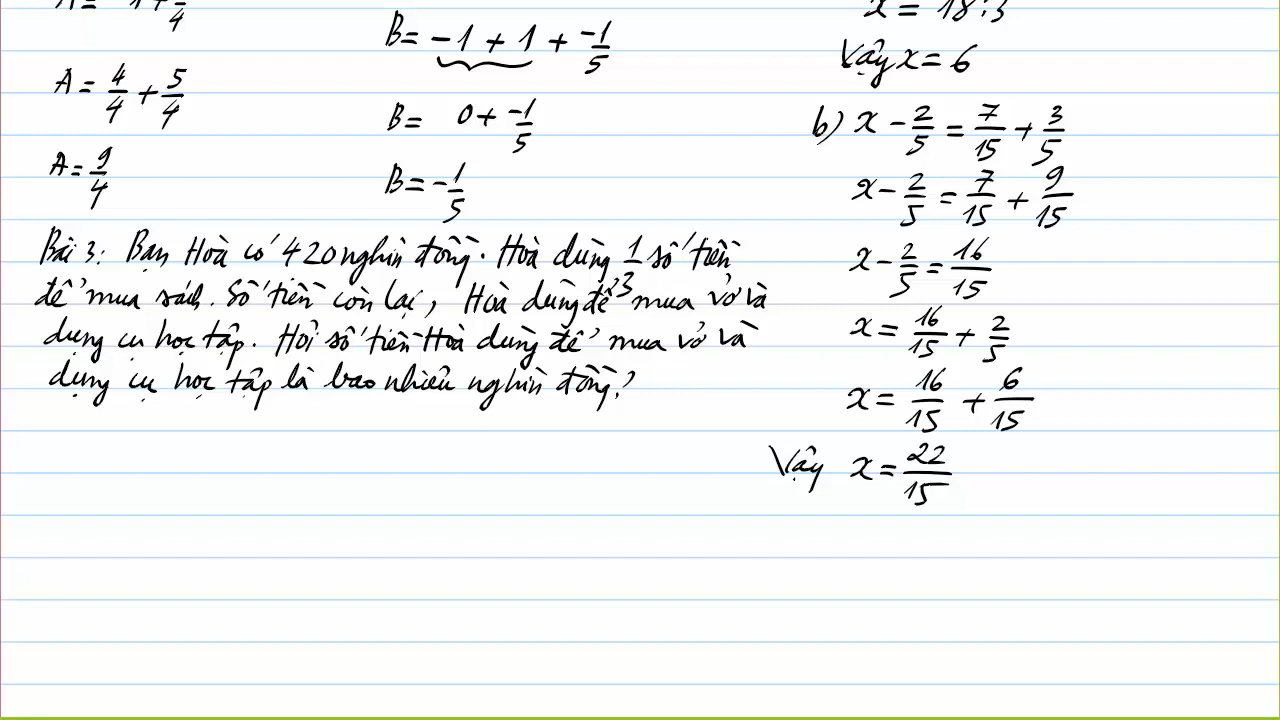 A = 1 + 5/4
A = 4/4 + 5/4
A = 9/4
B = -1 + 1 + -1/5
B = 0 + -1/5
B = -1/5
Bài 3: Bạn Hoà có 420 nghìn đồng. Hoà dùng 1/3 số tiền
để mua sách. Số tiền còn lại, Hoà dùng để mua vở và
dụng cụ học tập. Hỏi số tiền Hoà dùng để mua vở và
dụng cụ học tập là bao nhiêu nghìn đồng?
x = 18:3
Vậy x = 6
b) x - 2/5 = 7/15 + 3/5
x - 2/5 = 7/15 + 9/15
x - 2/5 = 16/15
x = 16/15 + 2/5
x = 16/15 + 6/15
Vậy x = 22/15